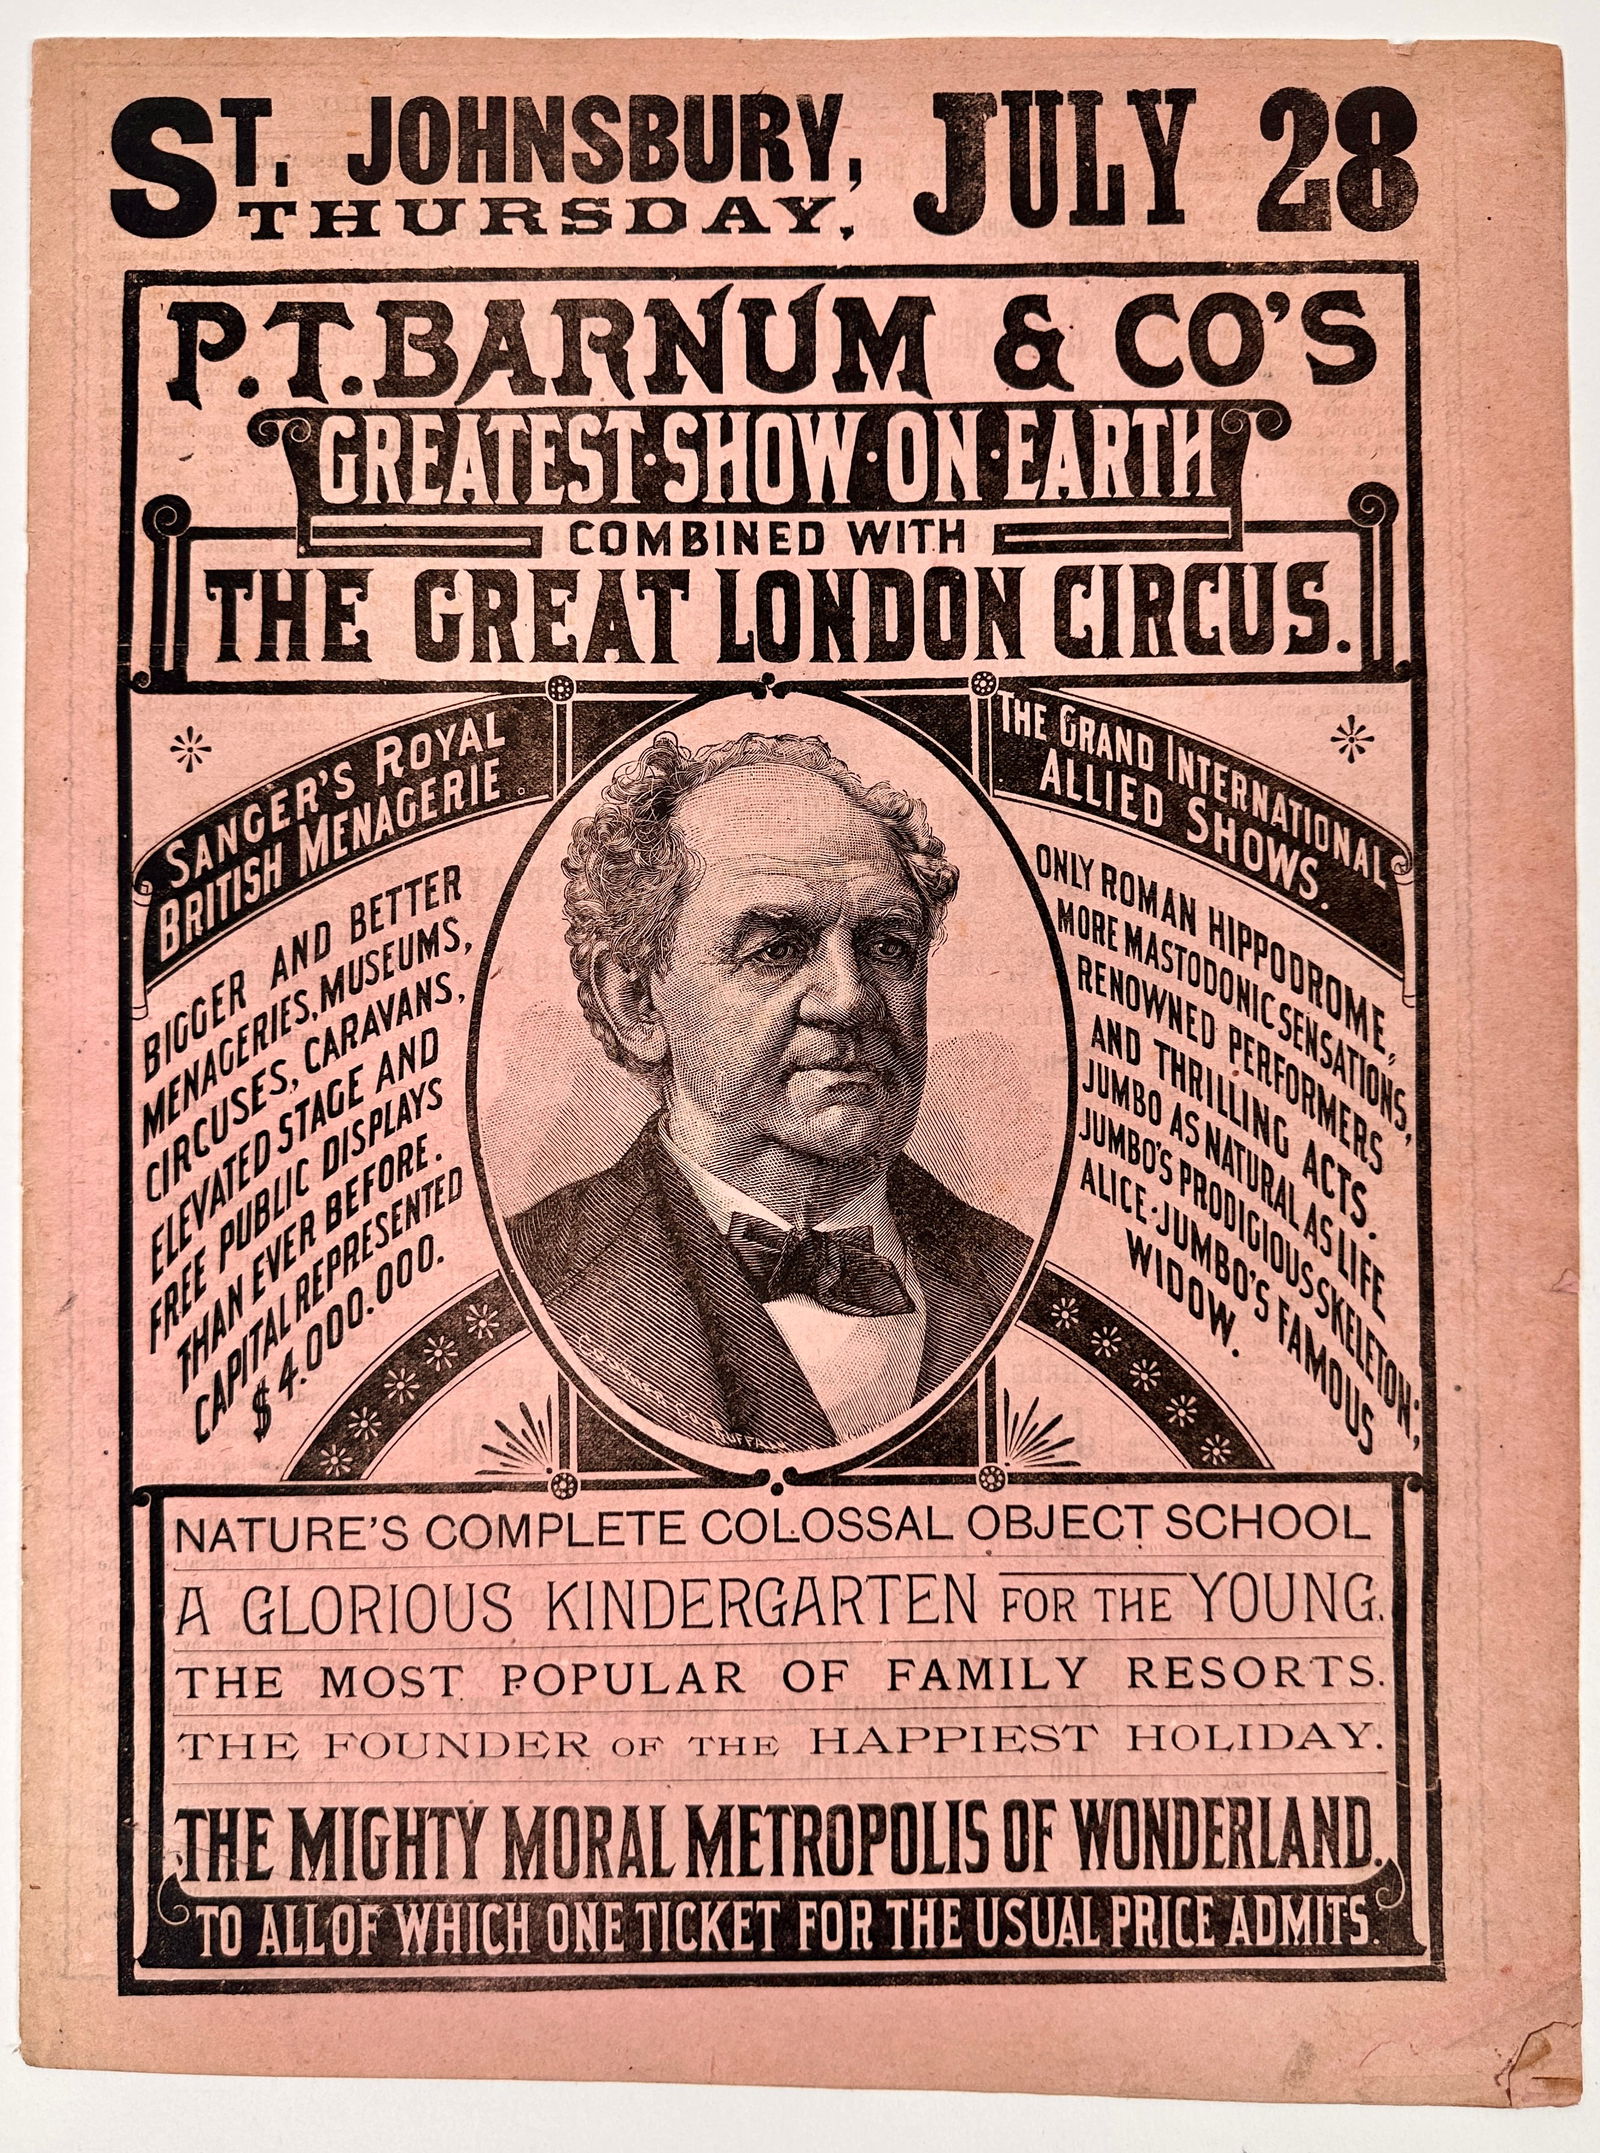 ST. JOHNSBURY,
THURSDAY,
JULY 28
P.T. BARNUM & CO'S
GREATEST·SHOW·ON·EARTH
COMBINED WITH
THE GREAT LONDON CIRCUS.
SANGER'S ROYAL
BRITISH MENAGERIE.
BIGGER AND BETTER
MENAGERIES, MUSEUMS,
CIRCUSES, CARAVANS,
ELEVATED STAGE AND
FREE PUBLIC DISPLAYS
THAN EVER BEFORE.
CAPITAL REPRESENTED
$4.000.000.
THE GRAND INTERNATIONAL
ALLIED SHOWS.
ONLY ROMAN HIPPODROME,
MORE MASTODONIC SENSATIONS,
RENOWNED PERFORMERS
AND THRILLING ACTS.
JUMBO AS NATURAL AS LIFE
JUMBO'S PRODIGIOUS SKELETON;
ALICE·JUMBO'S FAMOUS
WIDOW.
BUFFALO
NATURE'S COMPLETE COLOSSAL OBJECT SCHOOL
A GLORIOUS KINDERGARTEN FOR THE YOUNG.
THE MOST POPULAR OF FAMILY RESORTS.
THE FOUNDER OF THE HAPPIEST HOLIDAY.
THE MIGHTY MORAL METROPOLIS OF WONDERLAND.
TO ALL OF WHICH ONE TICKET FOR THE USUAL PRICE ADMITS.